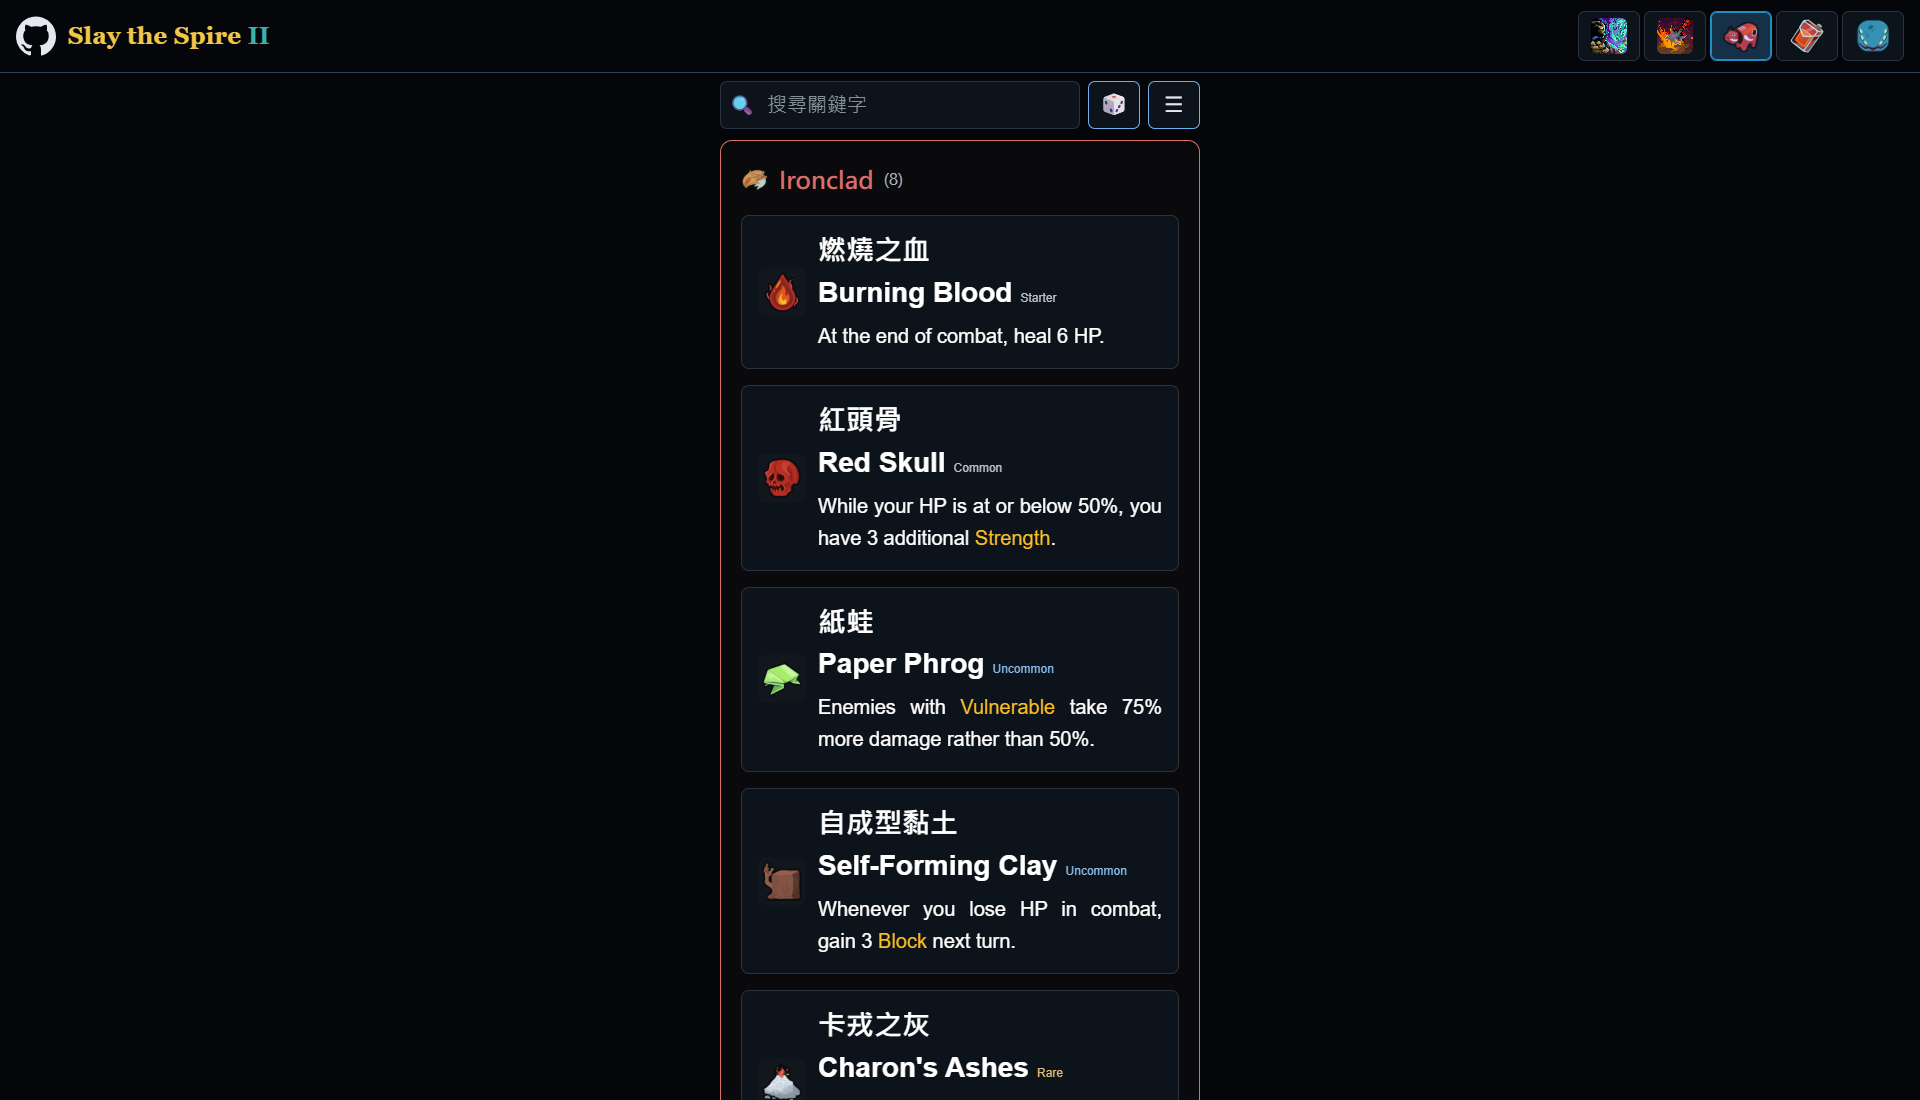 Slay the Spire II
搜尋關鍵字
Ironclad (8)
燃燒之血
Burning Blood Starter
At the end of combat, heal 6 HP.
紅頭骨
Red Skull Common
While your HP is at or below 50%, you
have 3 additional Strength.
紙蛙
Paper Phrog Uncommon
Enemies with Vulnerable take 75%
more damage rather than 50%.
自成型黏土
Self-Forming Clay Uncommon
Whenever you lose HP in combat,
gain 3 Block next turn.
卡戎之灰
Charon's Ashes Rare